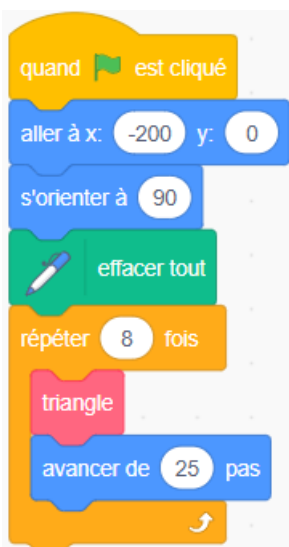 quand est cliqué
aller à x: -200 y: 0
s'orienter à 90
effacer tout
répéter 8 fois
triangle
avancer de 25 pas